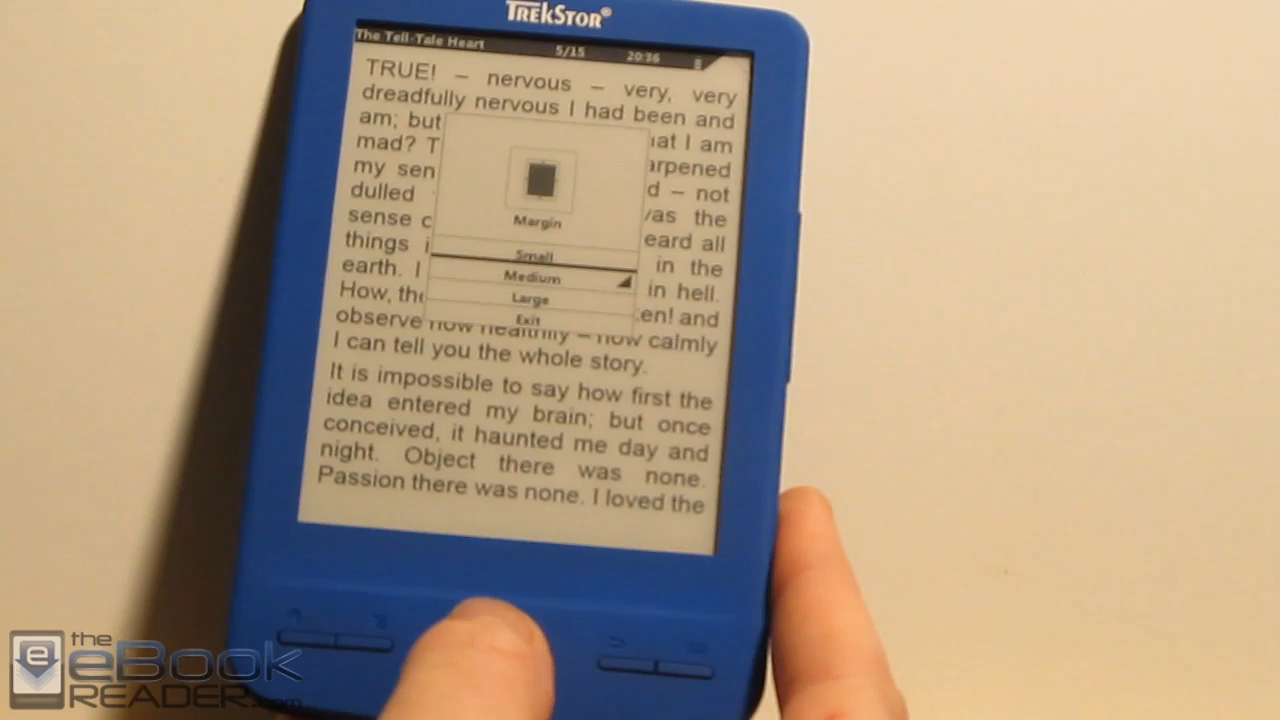 TREKSTOR®
The Tell-Tale Heart 5/15 20:36
TRUE! – nervous – very, very
dreadfully nervous I had been and
am; but hat I am
mad? T arpened
my sen d – not
dulled was the
sense c eard all
things i in the
earth. I in hell.
How, the en! and
observe how healthily – how calmly
I can tell you the whole story.
It is impossible to say how first the
idea entered my brain; but once
conceived, it haunted me day and
night. Object there was none.
Passion there was none. I loved the
Margin
Small
Medium
Large
Exit
the
eBook
READER.com